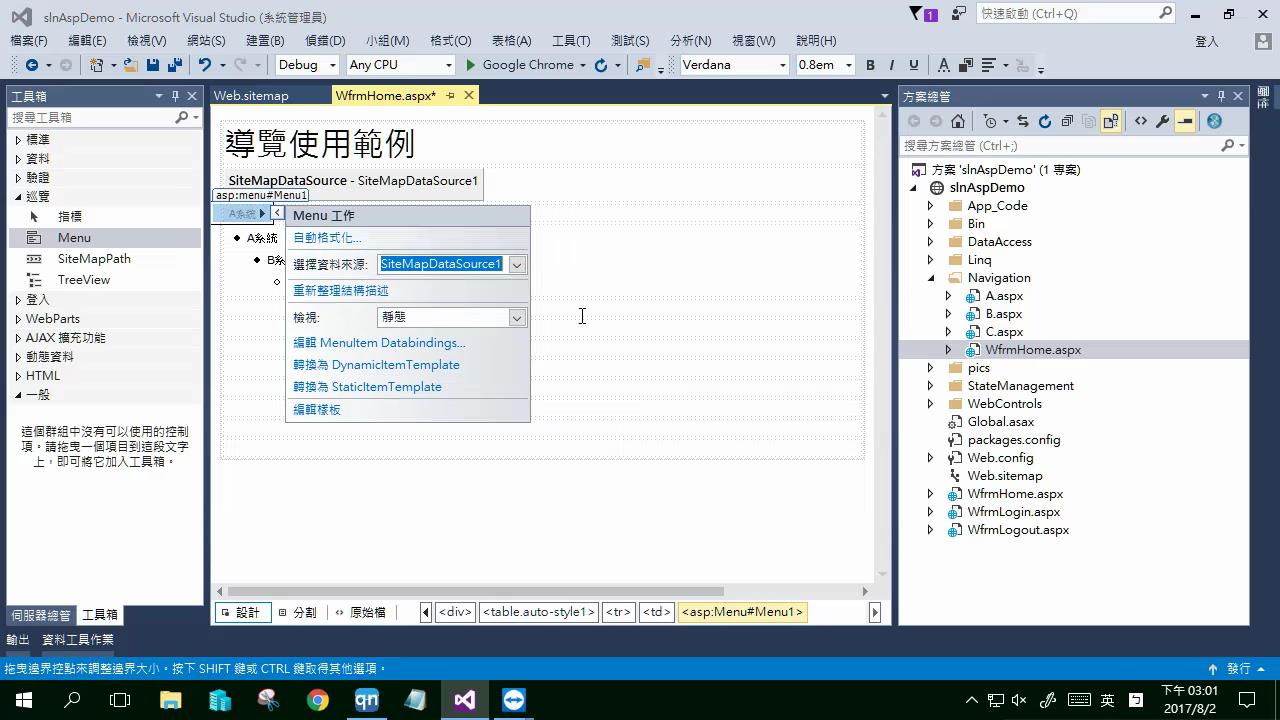 slnAspDemo - Microsoft Visual Studio (系統管理員)
1
快速啟動 (Ctrl+Q)
檔案(F) 編輯(E) 檢視(V) 網站(S) 建置(B) 偵錯(D) 小組(M) 格式(O) 表格(A) 工具(T) 測試(S) 分析(N) 視窗(W) 說明(H)
登入
Debug Any CPU Google Chrome Verdana 0.8em B I U A
工具箱
搜尋工具箱
標準
資料
驗證
巡覽
指標
Menu
SiteMapPath
TreeView
登入
WebParts
AJAX 擴充功能
動態資料
HTML
一般
這個群組中沒有可以使用的控制
項。請拖曳一個項目到這段文字
上，即可將它加入工具箱。
伺服器總管 工具箱
Web.sitemap WfrmHome.aspx*
導覽使用範例
SiteMapDataSource - SiteMapDataSource1
asp:menu#Menu1
A系統
A系統
B系
Menu 工作
自動格式化...
選擇資料來源: SiteMapDataSource1
重新整理結構描述
檢視: 靜態
編輯 MenuItem Databindings...
轉換為 DynamicItemTemplate
轉換為 StaticItemTemplate
編輯樣板
設計 分割 原始檔 <div> <table.auto-style1> <tr> <td> <asp:Menu#Menu1>
方案總管
搜尋方案總管 (Ctrl+;)
方案 'slnAspDemo' (1 專案)
slnAspDemo
App_Code
Bin
DataAccess
Linq
Navigation
A.aspx
B.aspx
C.aspx
WfrmHome.aspx
pics
StateManagement
WebControls
Global.asax
packages.config
Web.config
Web.sitemap
WfrmHome.aspx
WfrmLogin.aspx
WfrmLogout.aspx
輸出 資料工具作業
拖曳邊界控點來調整邊界大小。按下 SHIFT 鍵或 CTRL 鍵取得其他選項。
發行
qn
英
下午 03:01
2017/8/2